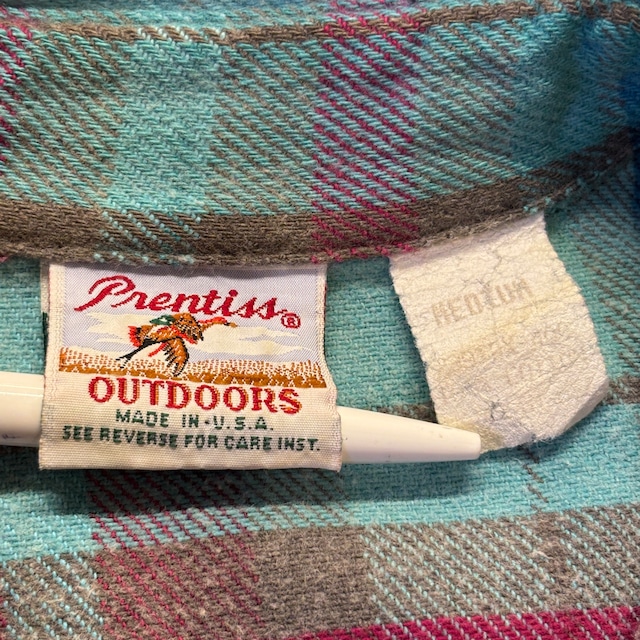 Prentiss®
OUTDOORS
MADE IN U.S.A.
SEE REVERSE FOR CARE INST.
MEDIUM